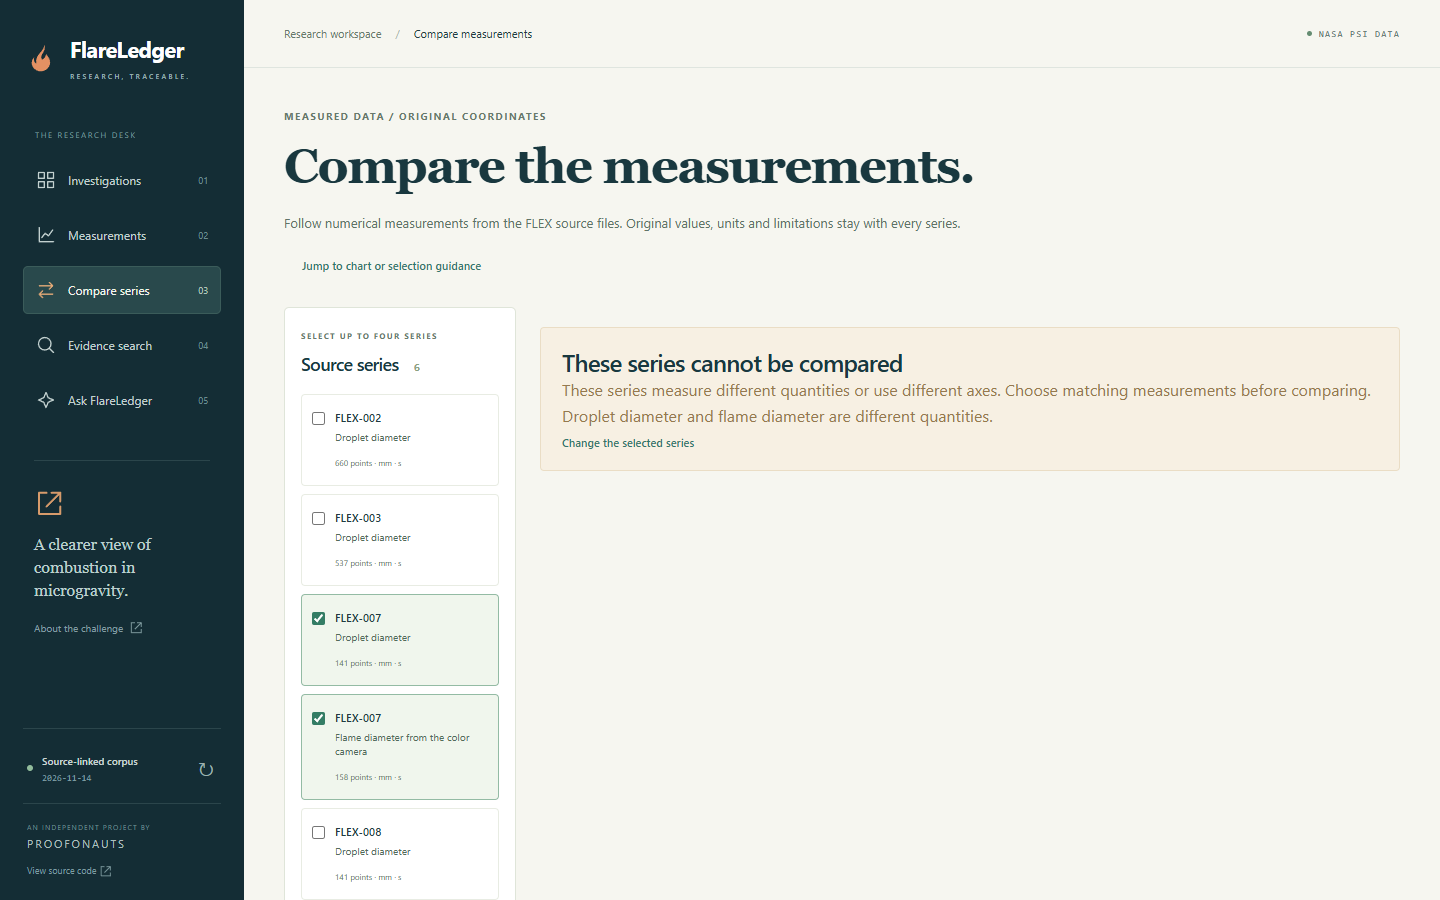 FlareLedger
RESEARCH, TRACEABLE.
THE RESEARCH DESK
Investigations 01
Measurements 02
Compare series 03
Evidence search 04
Ask FlareLedger 05
A clearer view of
combustion in
microgravity.
About the challenge
Source-linked corpus
2026-11-14
AN INDEPENDENT PROJECT BY
PROOFONAUTS
View source code
Research workspace / Compare measurements
NASA PSI DATA
MEASURED DATA / ORIGINAL COORDINATES
Compare the measurements.
Follow numerical measurements from the FLEX source files. Original values, units and limitations stay with every series.
Jump to chart or selection guidance
SELECT UP TO FOUR SERIES
Source series 6
FLEX-002
Droplet diameter
660 points · mm · s
FLEX-003
Droplet diameter
537 points · mm · s
FLEX-007
Droplet diameter
141 points · mm · s
FLEX-007
Flame diameter from the color
camera
158 points · mm · s
FLEX-008
Droplet diameter
141 points · mm · s
These series cannot be compared
These series measure different quantities or use different axes. Choose matching measurements before comparing.
Droplet diameter and flame diameter are different quantities.
Change the selected series